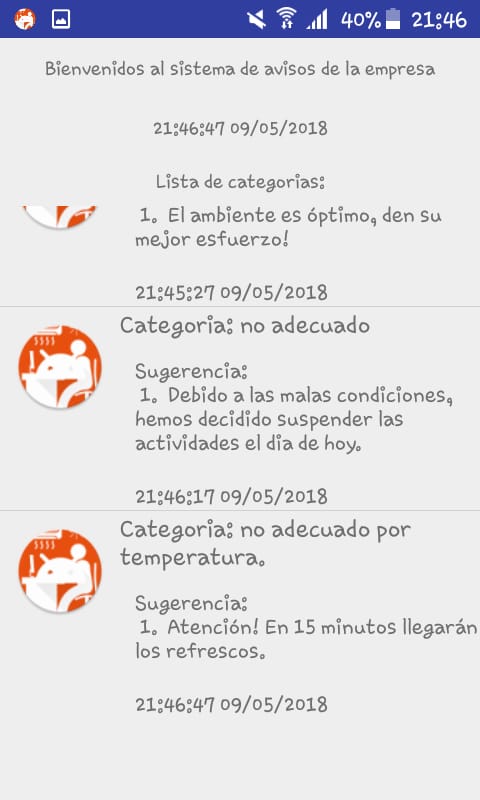 40% 21:46
Bienvenidos al sistema de avisos de la empresa
21:46:47 09/05/2018
Lista de categorias:
1. El ambiente es óptimo, den su
mejor esfuerzo!
21:45:27 09/05/2018
Categoria: no adecuado
Sugerencia:
1. Debido a las malas condiciones,
hemos decidido suspender las
actividades el dia de hoy.
21:46:17 09/05/2018
Categoria: no adecuado por
temperatura.
Sugerencia:
1. Atención! En 15 minutos llegarán
los refrescos.
21:46:47 09/05/2018